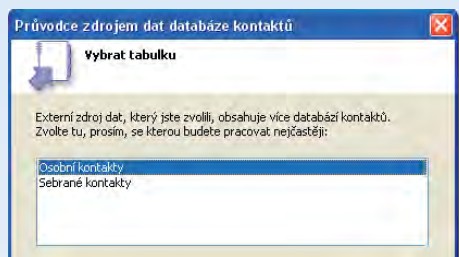 Průvodce zdrojem dat databáze kontaktů
Vybrat tabulku
Externí zdroj dat, který jste zvolili, obsahuje více databází kontaktů.
Zvolte tu, prosím, se kterou budete pracovat nejčastěji:
Osobní kontakty
Sebrané kontakty